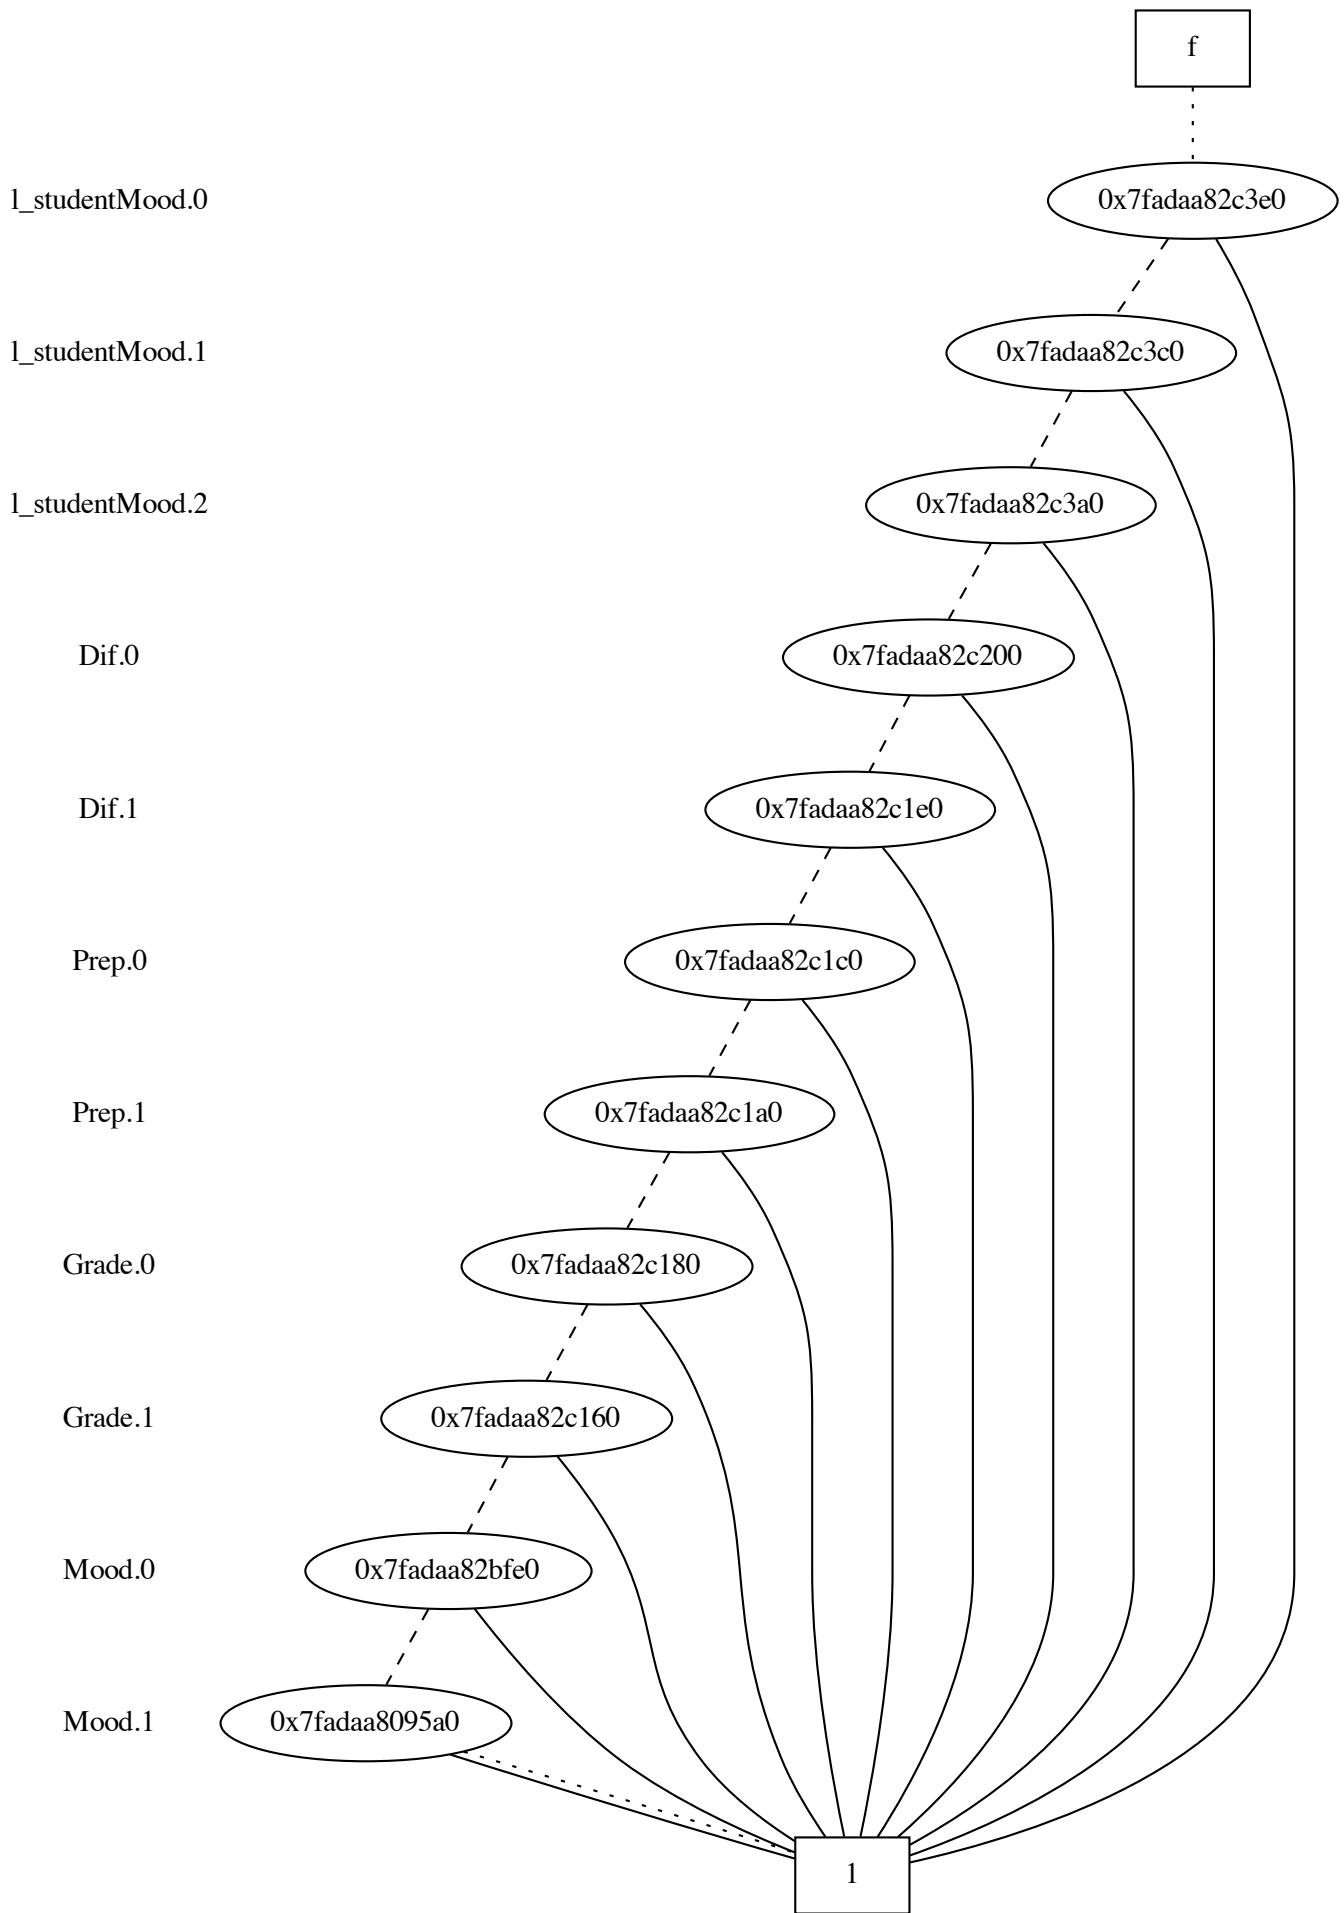 f
l_studentMood.0 0x7fadaa82c3e0
l_studentMood.1 0x7fadaa82c3c0
l_studentMood.2 0x7fadaa82c3a0
Dif.0 0x7fadaa82c200
Dif.1 0x7fadaa82c1e0
Prep.0 0x7fadaa82c1c0
Prep.1 0x7fadaa82c1a0
Grade.0 0x7fadaa82c180
Grade.1 0x7fadaa82c160
Mood.0 0x7fadaa82bfe0
Mood.1 0x7fadaa8095a0
1